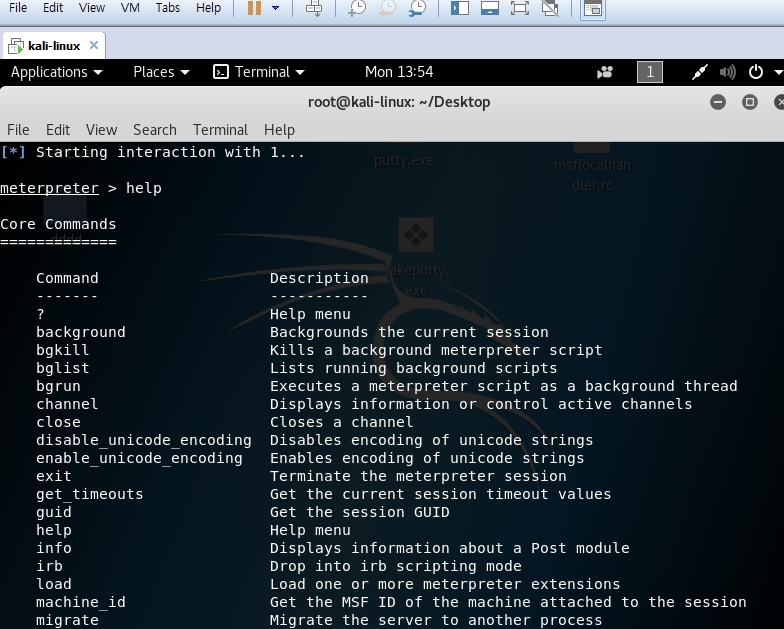 File Edit View VM Tabs Help
kali-linux
Applications Places Terminal Mon 13:54 1
root@kali-linux: ~/Desktop
File Edit View Search Terminal Help
[*] Starting interaction with 1...
putty.exe
msflocalhan
dler.rc
meterpreter > help
Core Commands
=============
dddd
akeputty.
exe
Command Description
------- -----------
? Help menu
background Backgrounds the current session
bgkill Kills a background meterpreter script
bglist Lists running background scripts
bgrun Executes a meterpreter script as a background thread
channel Displays information or control active channels
close Closes a channel
disable_unicode_encoding Disables encoding of unicode strings
enable_unicode_encoding Enables encoding of unicode strings
exit Terminate the meterpreter session
get_timeouts Get the current session timeout values
guid Get the session GUID
help Help menu
info Displays information about a Post module
irb Drop into irb scripting mode
load Load one or more meterpreter extensions
machine_id Get the MSF ID of the machine attached to the session
migrate Migrate the server to another process